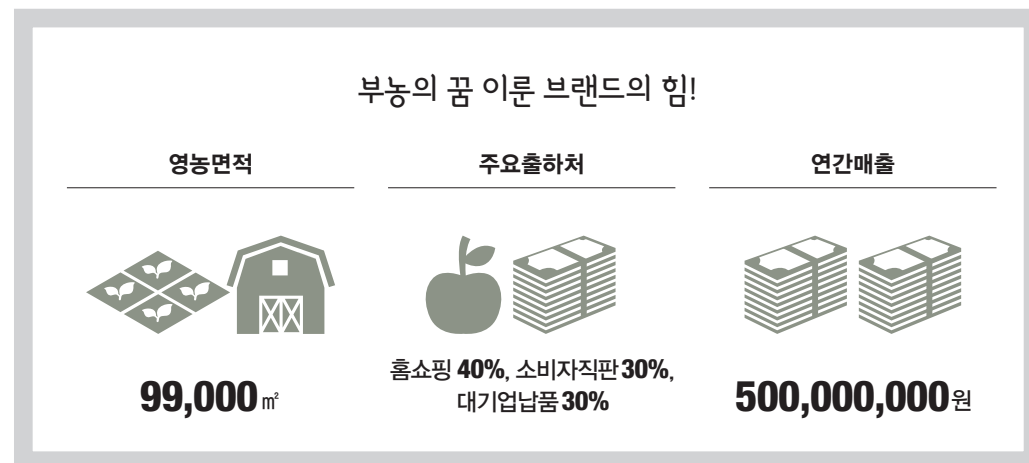 부농의 꿈 이룬 브랜드의 힘!
영농면적
99,000㎡
주요출하처
홈쇼핑 40%, 소비자직판 30%,
대기업납품 30%
연간매출
500,000,000원